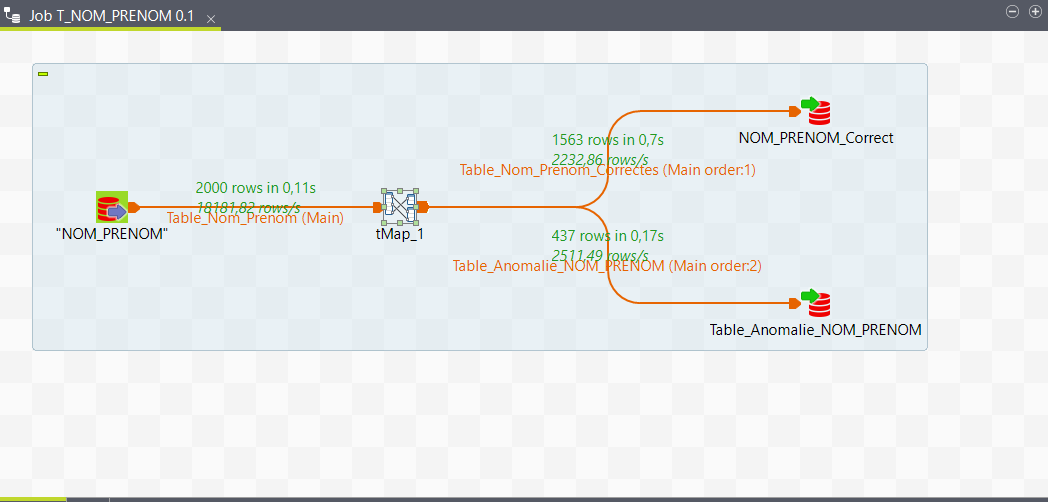 Job T_NOM_PRENOM 0.1
1563 rows in 0,7s
2232,86 rows/s
Table_Nom_Prenom_Correctes (Main order:1)
NOM_PRENOM_Correct
2000 rows in 0,11s
18181,82 rows/s
Table_Nom_Prenom (Main)
"NOM_PRENOM"
tMap_1
437 rows in 0,17s
2511,49 rows/s
Table_Anomalie_NOM_PRENOM (Main order:2)
Table_Anomalie_NOM_PRENOM